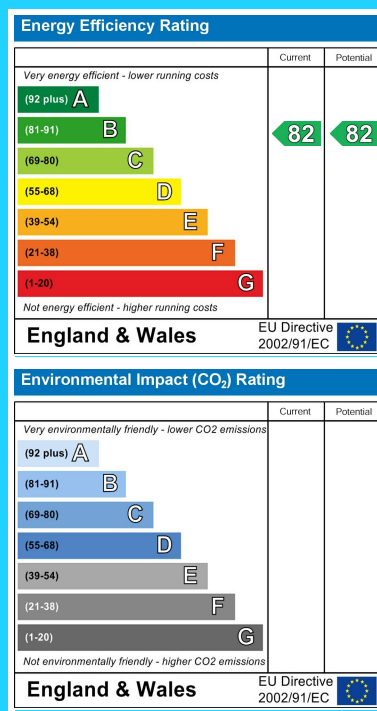 Energy Efficiency Rating
Current Potential
Very energy efficient - lower running costs
(92 plus) A
(81-91) B 82 82
(69-80) C
(55-68) D
(39-54) E
(21-38) F
(1-20) G
Not energy efficient - higher running costs
England & Wales
EU Directive
2002/91/EC
Environmental Impact (CO₂) Rating
Current Potential
Very environmentally friendly - lower CO2 emissions
(92 plus) A
(81-91) B
(69-80) C
(55-68) D
(39-54) E
(21-38) F
(1-20) G
Not environmentally friendly - higher CO2 emissions
England & Wales
EU Directive
2002/91/EC